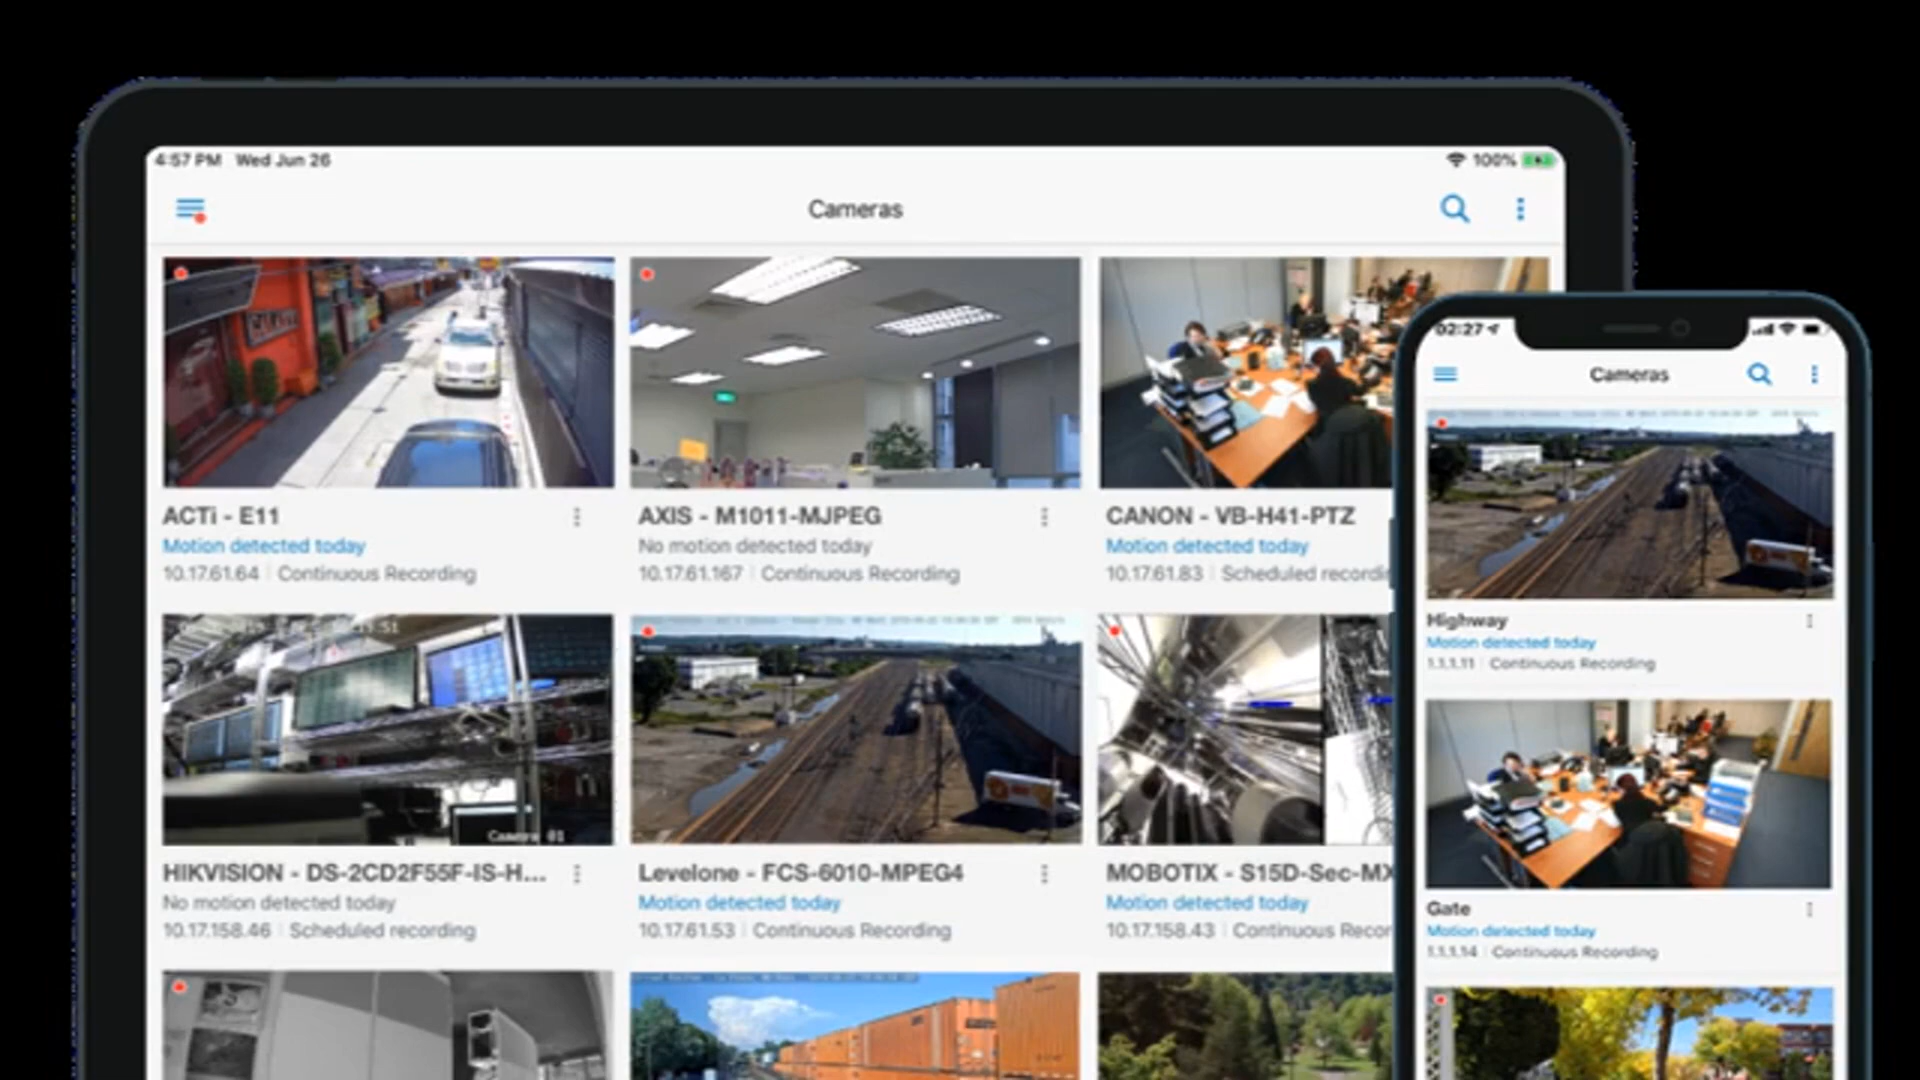 4:57 PM Wed Jun 26
100%
Cameras
ACTi - E11
Motion detected today
10.17.61.64 | Continuous Recording
AXIS - M1011-MJPEG
No motion detected today
10.17.61.167 | Continuous Recording
CANON - VB-H41-PTZ
Motion detected today
10.17.61.83 | Scheduled recordi
Camera 01
HIKVISION - DS-2CD2F55F-IS-H...
No motion detected today
10.17.158.46 | Scheduled recording
Levelone - FCS-6010-MPEG4
Motion detected today
10.17.61.53 | Continuous Recording
MOBOTIX - S15D-Sec-MX
Motion detected today
10.17.158.43 | Continuous Recor
02:27
Cameras
Highway
Motion detected today
1.1.1.11 | Continuous Recording
Gate
Motion detected today
1.1.1.14 | Continuous Recording